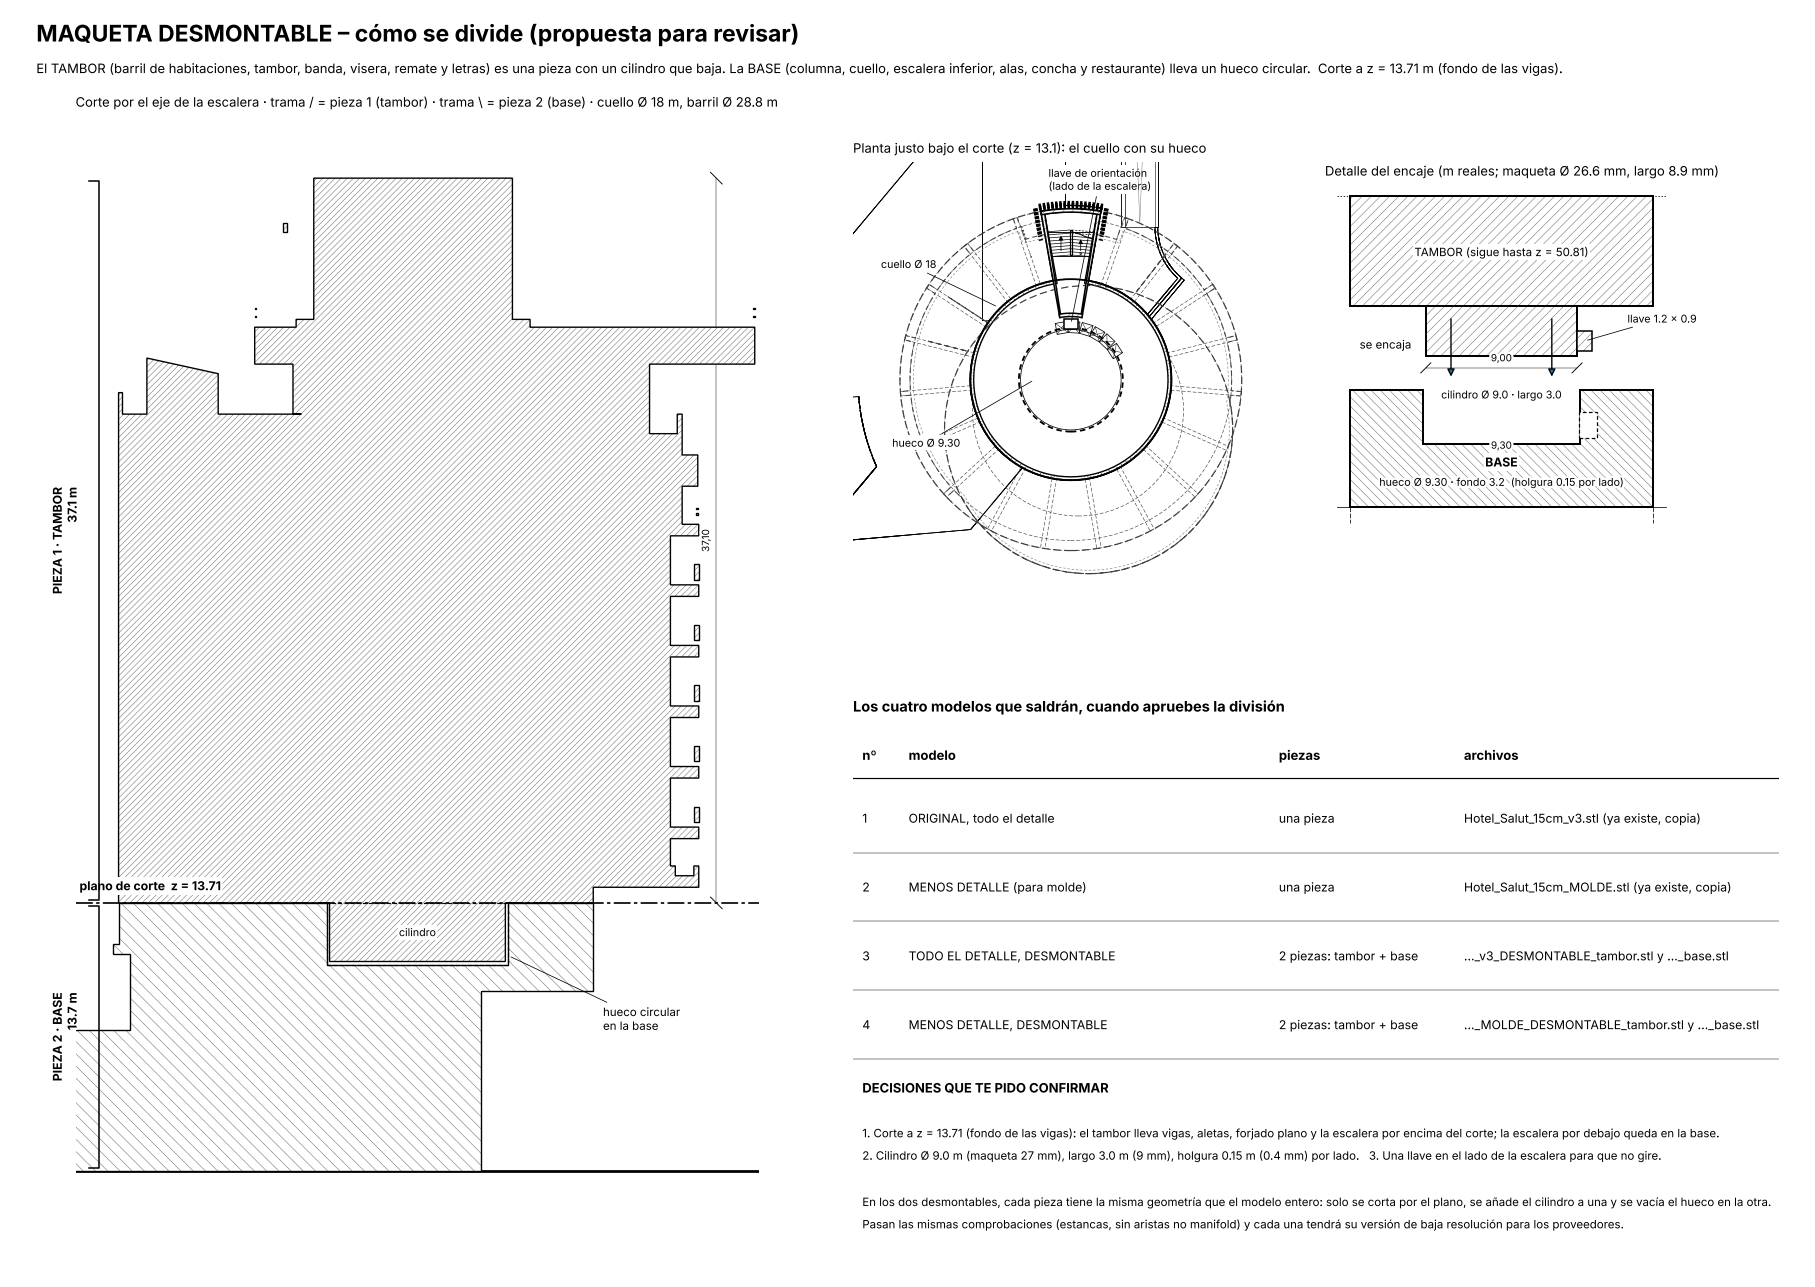 MAQUETA DESMONTABLE – cómo se divide (propuesta para revisar)
El TAMBOR (barril de habitaciones, tambor, banda, visera, remate y letras) es una pieza con un cilindro que baja. La BASE (columna, cuello, escalera inferior, alas, concha y restaurante) lleva un hueco circular. Corte a z = 13.71 m (fondo de las vigas).
Corte por el eje de la escalera · trama / = pieza 1 (tambor) · trama \ = pieza 2 (base) · cuello Ø 18 m, barril Ø 28.8 m
PIEZA 1 · TAMBOR
37.11 m
37,10
plano de corte z = 13.71
cilindro
hueco circular
en la base
PIEZA 2 · BASE
13.7 m
Planta justo bajo el corte (z = 13.1): el cuello con su hueco
llave de orientación
(lado de la escalera)
cuello Ø 18
hueco Ø 9.30
Detalle del encaje (m reales; maqueta Ø 26.6 mm, largo 8.9 mm)
TAMBOR (sigue hasta z = 50.81)
llave 1.2 × 0.9
se encaja
9,00
cilindro Ø 9.0 · largo 3.0
9,30
BASE
hueco Ø 9.30 · fondo 3.2 (holgura 0.15 por lado)
Los cuatro modelos que saldrán, cuando apruebes la división
nº modelo piezas archivos
1 ORIGINAL, todo el detalle una pieza Hotel_Salut_15cm_v3.stl (ya existe, copia)
2 MENOS DETALLE (para molde) una pieza Hotel_Salut_15cm_MOLDE.stl (ya existe, copia)
3 TODO EL DETALLE, DESMONTABLE 2 piezas: tambor + base ..._v3_DESMONTABLE_tambor.stl y ..._base.stl
4 MENOS DETALLE, DESMONTABLE 2 piezas: tambor + base ..._MOLDE_DESMONTABLE_tambor.stl y ..._base.stl
DECISIONES QUE TE PIDO CONFIRMAR
1. Corte a z = 13.71 (fondo de las vigas): el tambor lleva vigas, aletas, forjado plano y la escalera por encima del corte; la escalera por debajo queda en la base.
2. Cilindro Ø 9.0 m (maqueta 27 mm), largo 3.0 m (9 mm), holgura 0.15 m (0.4 mm) por lado. 3. Una llave en el lado de la escalera para que no gire.
En los dos desmontables, cada pieza tiene la misma geometría que el modelo entero: solo se corta por el plano, se añade el cilindro a una y se vacía el hueco en la otra.
Pasan las mismas comprobaciones (estancas, sin aristas no manifold) y cada una tendrá su versión de baja resolución para los proveedores.